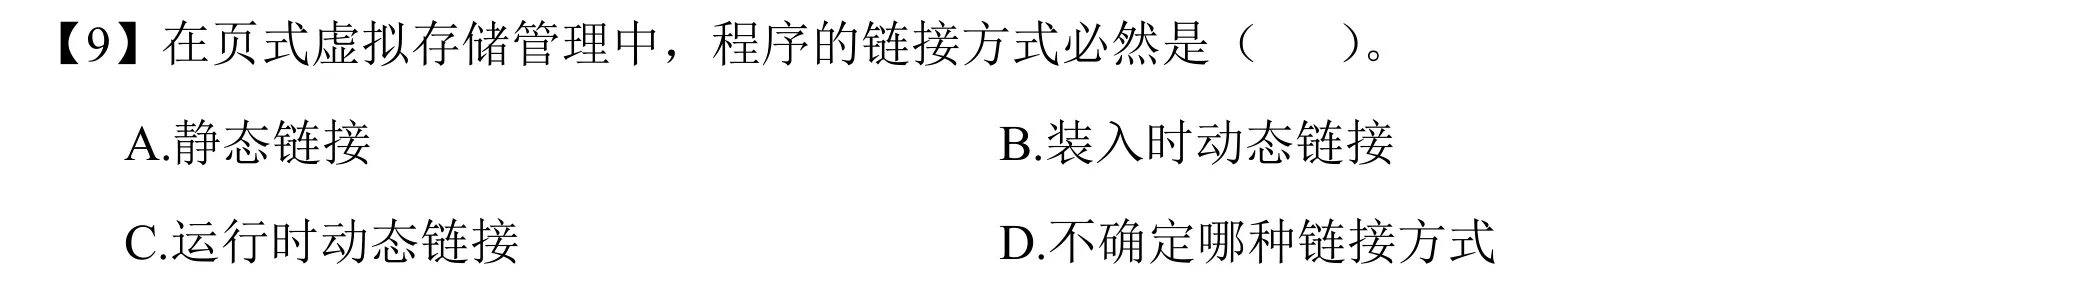 【9】在页式虚拟存储管理中，程序的链接方式必然是（　　）。
A.静态链接　　B.装入时动态链接
C.运行时动态链接　　D.不确定哪种链接方式